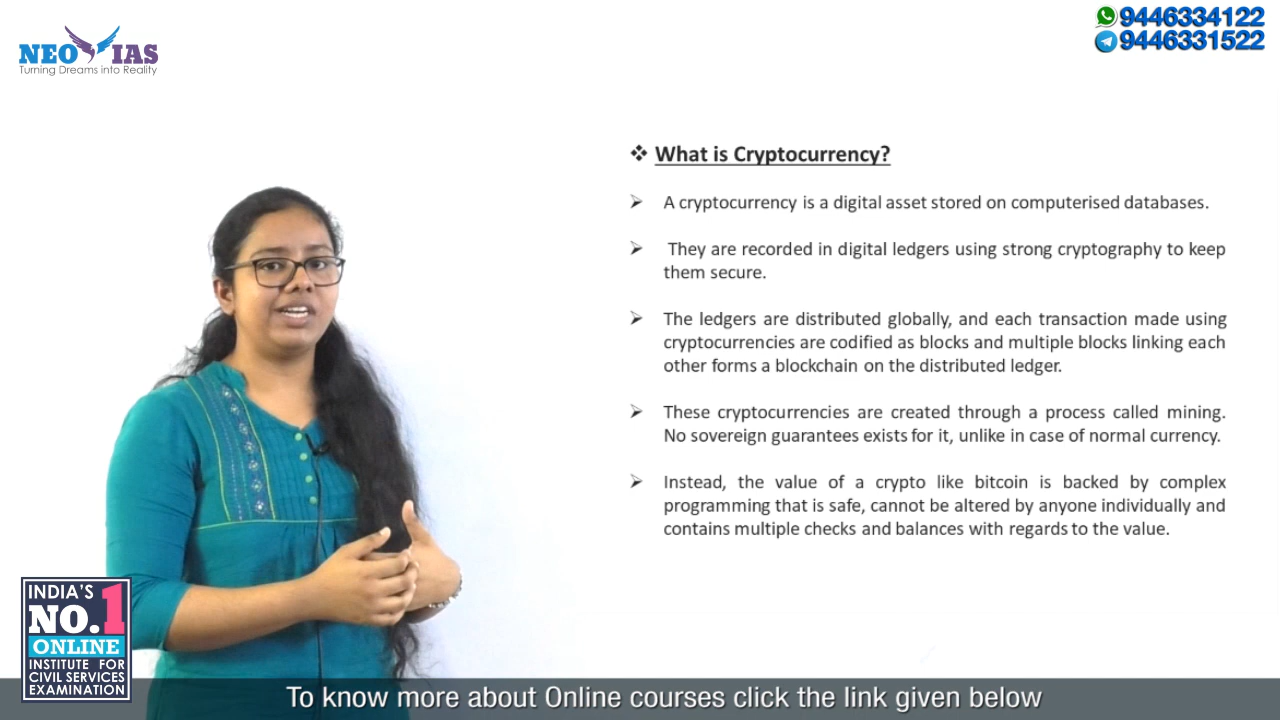 NEO IAS
Turning Dreams into Reality
9446334122
9446331522
❖ What is Cryptocurrency?
➢ A cryptocurrency is a digital asset stored on computerised databases.
➢ They are recorded in digital ledgers using strong cryptography to keep
them secure.
➢ The ledgers are distributed globally, and each transaction made using
cryptocurrencies are codified as blocks and multiple blocks linking each
other forms a blockchain on the distributed ledger.
➢ These cryptocurrencies are created through a process called mining.
No sovereign guarantees exists for it, unlike in case of normal currency.
➢ Instead, the value of a crypto like bitcoin is backed by complex
programming that is safe, cannot be altered by anyone individually and
contains multiple checks and balances with regards to the value.
INDIA'S
NO.1
ONLINE
INSTITUTE FOR
CIVIL SERVICES
EXAMINATION
To know more about Online courses click the link given below